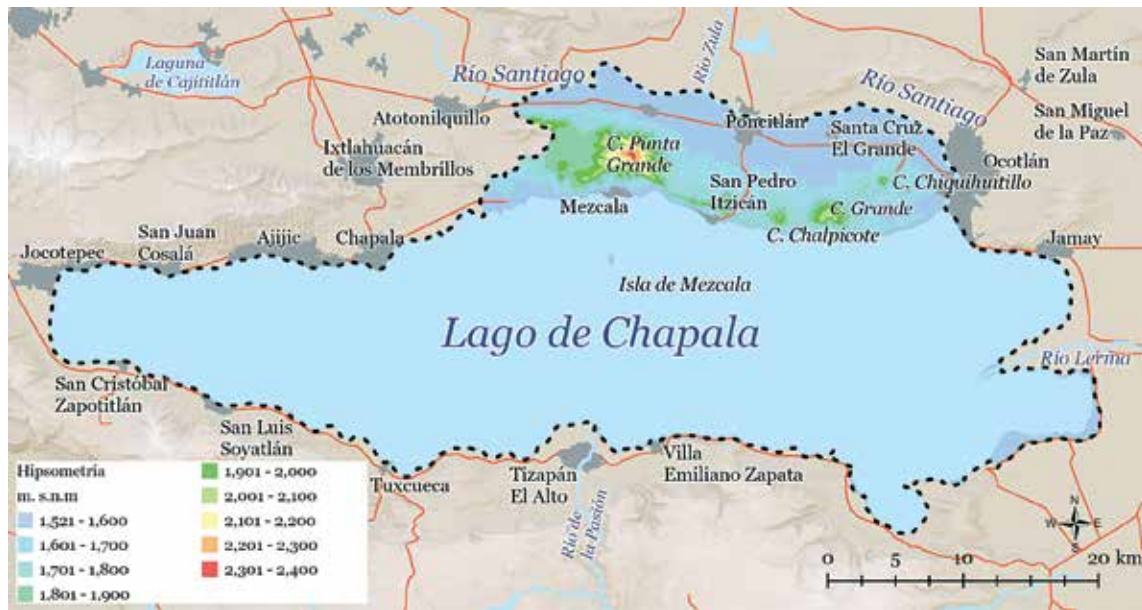 Laguna
de Cajititlán
Río Santiago
Río Zula
Río Santiago
San Martín
de Zula
San Miguel
de la Paz
Atotonilquillo
Poncitlán
Santa Cruz
El Grande
Ocotlán
Ixtlahuacán
de los Membrillos
C. Punta
Grande
C. Chiquihuitillo
San Pedro
Itzicán
Mezcala
C. Grande
C. Chalpicote
San Juan
Cosalá
Ajijic
Chapala
Jocotepec
Jamay
Isla de Mezcala
Lago de Chapala
Río Lerma
San Cristóbal
Zapotitlán
San Luis
Soyatlán
Tuxcueca
Tizapán
El Alto
Villa
Emiliano Zapata
Río de
la Pasión
Hipsometría
m. s.n.m
1,521 - 1,600
1,601 - 1,700
1,701 - 1,800
1,801 - 1,900
1,901 - 2,000
2,001 - 2,100
2,101 - 2,200
2,201 - 2,300
2,301 - 2,400
N
W E
S
0 5 10 20 km